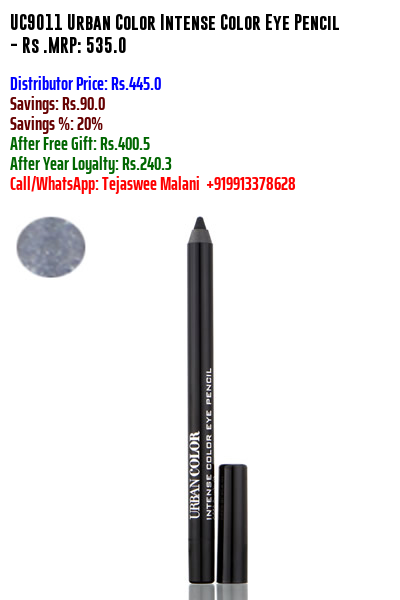 UC9011 Urban Color Intense Color Eye Pencil
- Rs .MRP: 535.0
Distributor Price: Rs.445.0
Savings: Rs.90.0
Savings %: 20%
After Free Gift: Rs.400.5
After Year Loyalty: Rs.240.3
Call/WhatsApp: Tejaswee Malani +919913378628
URBAN COLOR
INTENSE COLOR EYE PENCIL